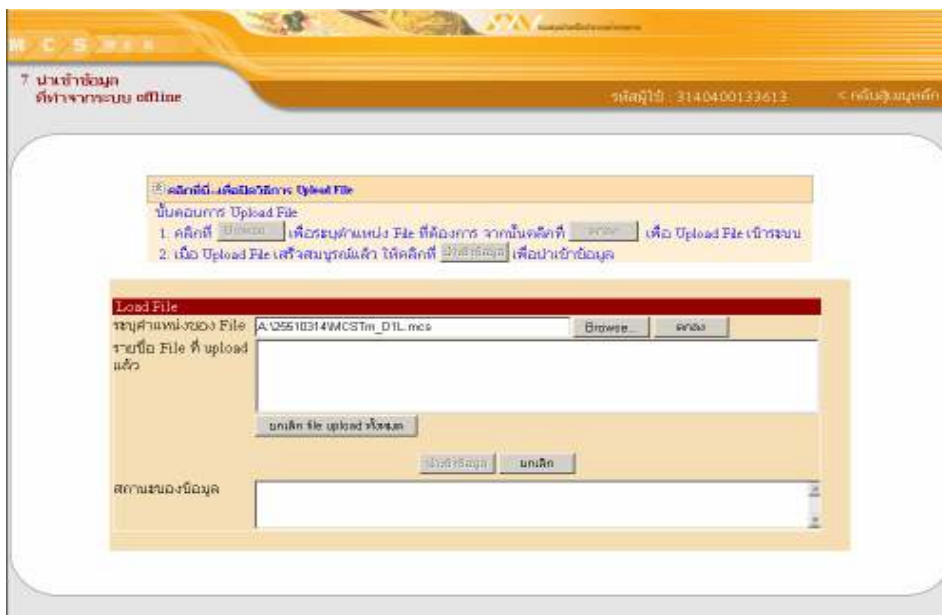 MCS Web
7 นำเข้าข้อมูล
ที่ทำจากระบบ offline
รหัสผู้ใช้ : 3140400133613
< กลับสู่เมนูหลัก
คลิกที่นี่..เพื่อปิดวิธีการ Upload File
ขั้นตอนการ Upload File
1. คลิกที่ Browse... เพื่อระบุตำแหน่ง File ที่ต้องการ จากนั้นคลิกที่ ตกลง เพื่อ Upload File เข้าระบบ
2. เมื่อ Upload File เสร็จสมบูรณ์แล้ว ให้คลิกที่ นำเข้าข้อมูล เพื่อนำเข้าข้อมูล
Load File
ระบุตำแหน่งของ File A:\25510314\MCSTm_D1L.mcs Browse... ตกลง
รายชื่อ File ที่ upload
แล้ว
ยกเลิก file upload ทั้งหมด
นำเข้าข้อมูล ยกเลิก
สถานะของข้อมูล